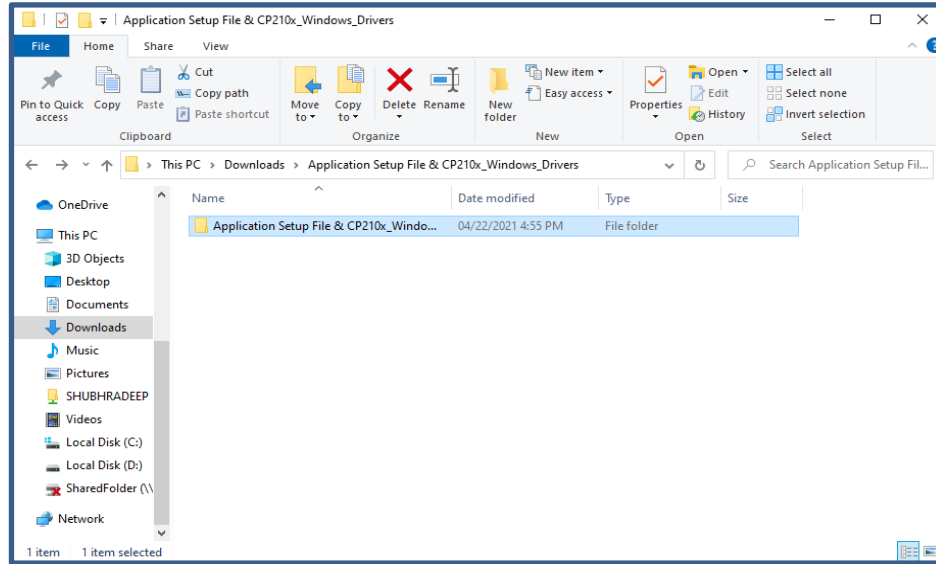 Application Setup File & CP210x_Windows_Drivers
File Home Share View
Pin to Quick access
Copy
Paste
Cut
Copy path
Paste shortcut
Clipboard
Move to
Copy to
Delete
Rename
Organize
New folder
New item
Easy access
New
Properties
Open
Edit
History
Open
Select all
Select none
Invert selection
Select
This PC > Downloads > Application Setup File & CP210x_Windows_Drivers
Search Application Setup Fil...
Name Date modified Type Size
Application Setup File & CP210x_Windo... 04/22/2021 4:55 PM File folder
OneDrive
This PC
3D Objects
Desktop
Documents
Downloads
Music
Pictures
SHUBHRADEEP
Videos
Local Disk (C:)
Local Disk (D:)
SharedFolder (\\
Network
1 item 1 item selected